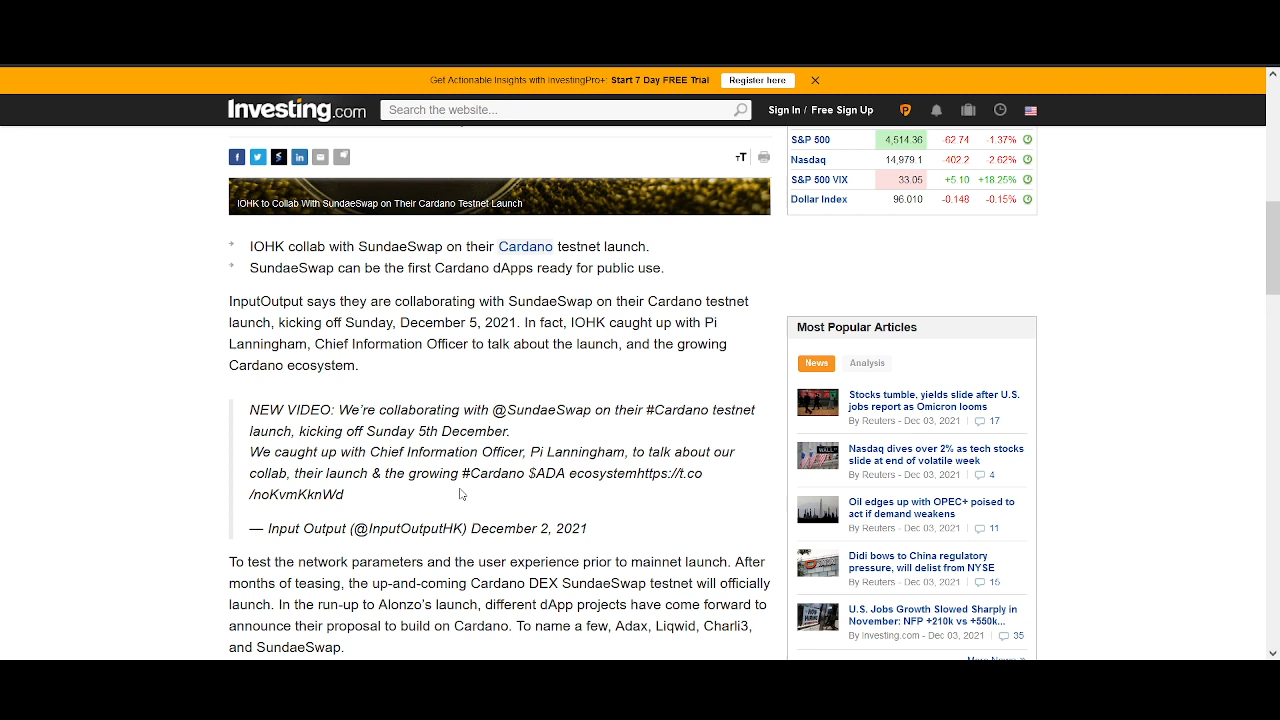 Get Actionable Insights with InvestingPro+: Start 7 Day FREE Trial
Register here
Investing.com
Search the website...
Sign In / Free Sign Up
S&P 500 4,514.36 -62.74 -1.37%
Nasdaq 14,979.1 -402.2 -2.62%
S&P 500 VIX 33.05 +5.10 +18.25%
Dollar Index 96.010 -0.148 -0.15%
IOHK to Collab With SundaeSwap on Their Cardano Testnet Launch
IOHK collab with SundaeSwap on their Cardano testnet launch.
SundaeSwap can be the first Cardano dApps ready for public use.
InputOutput says they are collaborating with SundaeSwap on their Cardano testnet
launch, kicking off Sunday, December 5, 2021. In fact, IOHK caught up with Pi
Lanningham, Chief Information Officer to talk about the launch, and the growing
Cardano ecosystem.
NEW VIDEO: We're collaborating with @SundaeSwap on their #Cardano testnet
launch, kicking off Sunday 5th December.
We caught up with Chief Information Officer, Pi Lanningham, to talk about our
collab, their launch & the growing #Cardano $ADA ecosystemhttps://t.co
/noKvmKknWd
— Input Output (@InputOutputHK) December 2, 2021
To test the network parameters and the user experience prior to mainnet launch. After
months of teasing, the up-and-coming Cardano DEX SundaeSwap testnet will officially
launch. In the run-up to Alonzo's launch, different dApp projects have come forward to
announce their proposal to build on Cardano. To name a few, Adax, Liqwid, Charli3,
and SundaeSwap.
Most Popular Articles
News
Analysis
Stocks tumble, yields slide after U.S.
jobs report as Omicron looms
By Reuters - Dec 03, 2021 | 17
Nasdaq dives over 2% as tech stocks
slide at end of volatile week
By Reuters - Dec 03, 2021 | 4
Oil edges up with OPEC+ poised to
act if demand weakens
By Reuters - Dec 03, 2021 | 11
Didi bows to China regulatory
pressure, will delist from NYSE
By Reuters - Dec 03, 2021 | 15
U.S. Jobs Growth Slowed Sharply in
November: NFP +210k vs +550k...
By Investing.com - Dec 03, 2021 | 35